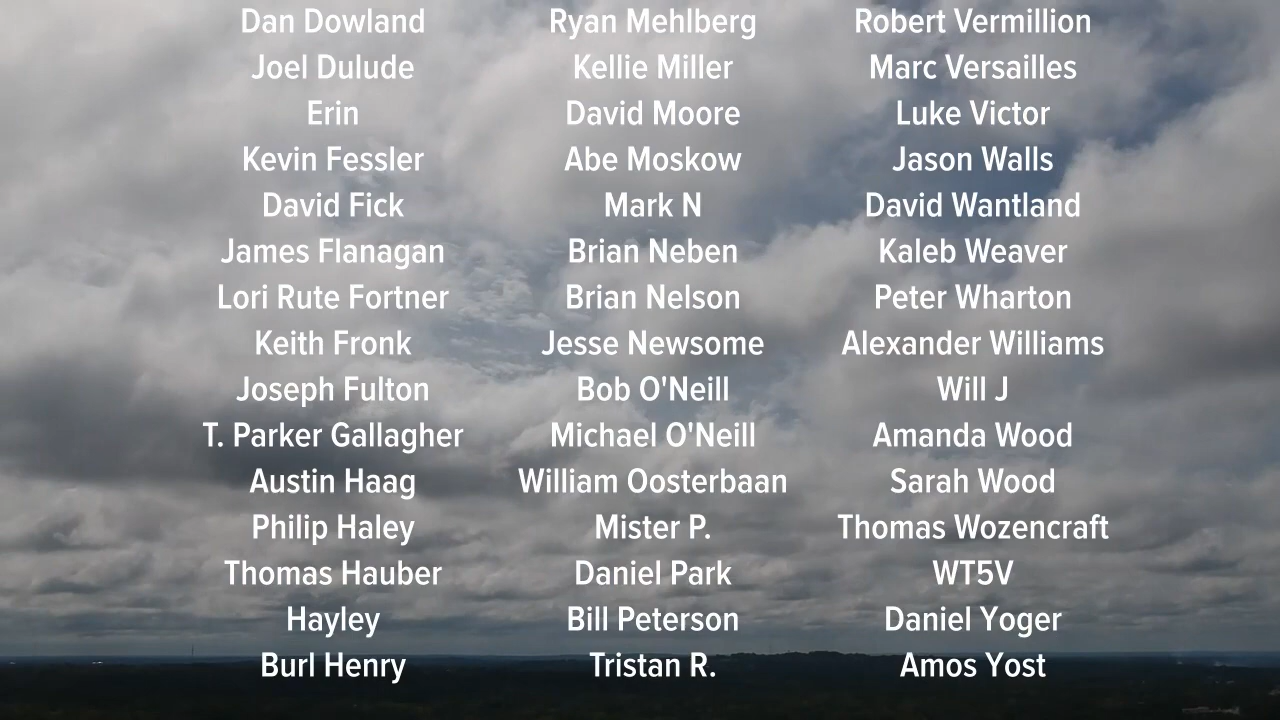 Dan Dowland
Joel Dulude
Erin
Kevin Fessler
David Fick
James Flanagan
Lori Rute Fortner
Keith Fronk
Joseph Fulton
T. Parker Gallagher
Austin Haag
Philip Haley
Thomas Hauber
Hayley
Burl Henry
Ryan Mehlberg
Kellie Miller
David Moore
Abe Moskow
Mark N
Brian Neben
Brian Nelson
Jesse Newsome
Bob O'Neill
Michael O'Neill
William Oosterbaan
Mister P.
Daniel Park
Bill Peterson
Tristan R.
Robert Vermillion
Marc Versailles
Luke Victor
Jason Walls
David Wantland
Kaleb Weaver
Peter Wharton
Alexander Williams
Will J
Amanda Wood
Sarah Wood
Thomas Wozencraft
WT5V
Daniel Yoger
Amos Yost